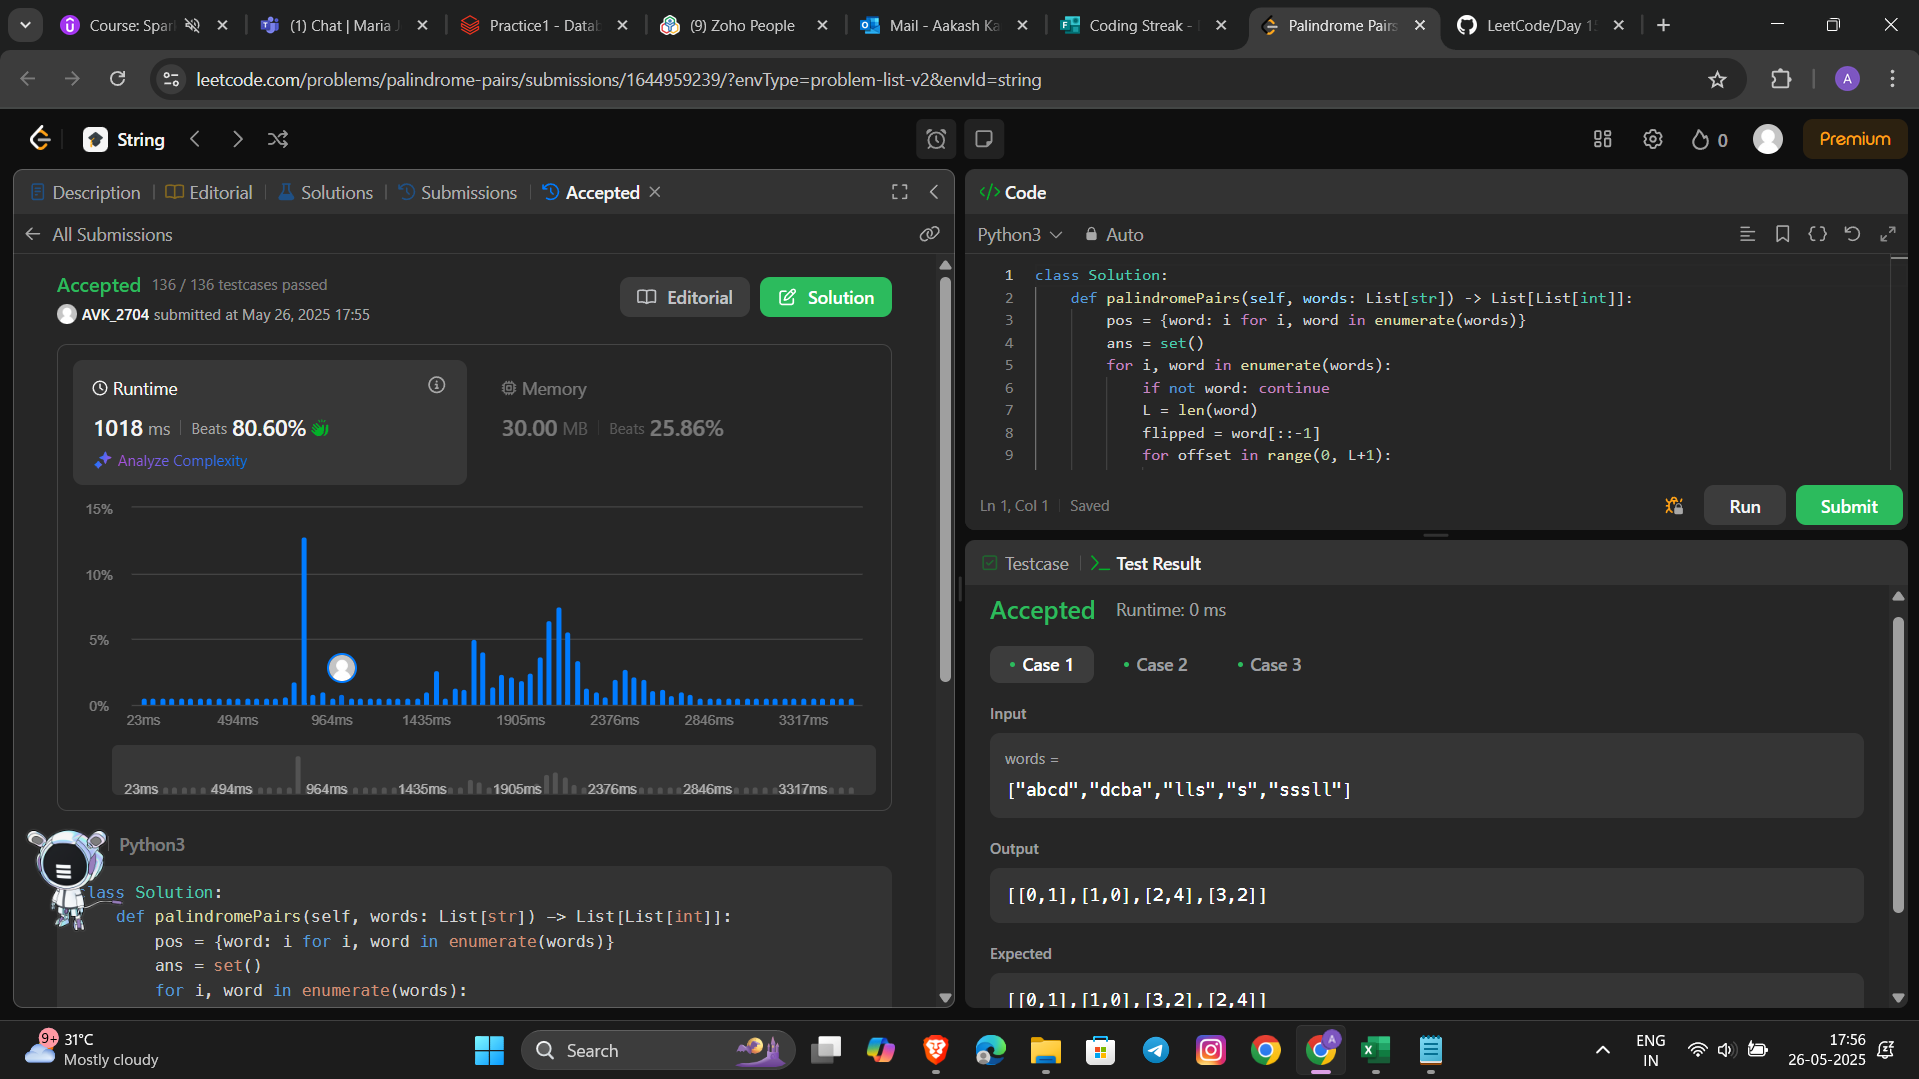 Course: Spar
(1) Chat | Maria J
Practice1 - Datab
(9) Zoho People
Mail - Aakash Ka
Coding Streak -
Palindrome Pairs
LeetCode/Day 15
leetcode.com/problems/palindrome-pairs/submissions/1644959239/?envType=problem-list-v2&envId=string
A
String
0
Premium
Description
Editorial
Solutions
Submissions
Accepted
All Submissions
Accepted 136 / 136 testcases passed
AVK_2704 submitted at May 26, 2025 17:55
Editorial
Solution
Runtime
1018 ms Beats 80.60%
Analyze Complexity
Memory
30.00 MB Beats 25.86%
15%
10%
5%
0%
23ms 494ms 964ms 1435ms 1905ms 2376ms 2846ms 3317ms
23ms 494ms 964ms 1435ms 1905ms 2376ms 2846ms 3317ms
Python3
class Solution:
def palindromePairs(self, words: List[str]) -> List[List[int]]:
pos = {word: i for i, word in enumerate(words)}
ans = set()
for i, word in enumerate(words):
</> Code
Python3 Auto
1 class Solution:
2 def palindromePairs(self, words: List[str]) -> List[List[int]]:
3 pos = {word: i for i, word in enumerate(words)}
4 ans = set()
5 for i, word in enumerate(words):
6 if not word: continue
7 L = len(word)
8 flipped = word[::-1]
9 for offset in range(0, L+1):
Ln 1, Col 1 Saved
Run
Submit
Testcase
Test Result
Accepted Runtime: 0 ms
Case 1
Case 2
Case 3
Input
words =
["abcd","dcba","lls","s","sssll"]
Output
[[0,1],[1,0],[2,4],[3,2]]
Expected
[[0,1],[1,0],[3,2],[2,4]]
9+
31°C
Mostly cloudy
Search
A
ENG
IN
17:56
26-05-2025